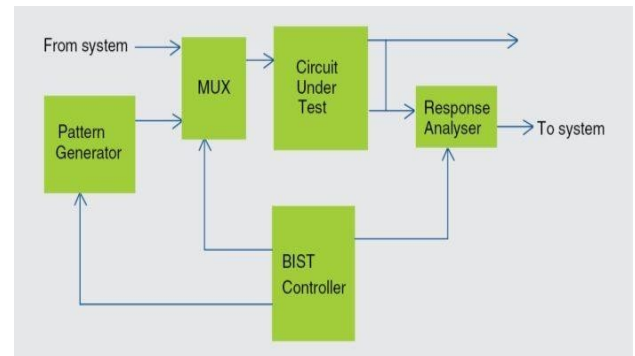 From system
MUX
Circuit
Under
Test
Pattern
Generator
Response
Analyser
To system
BIST
Controller